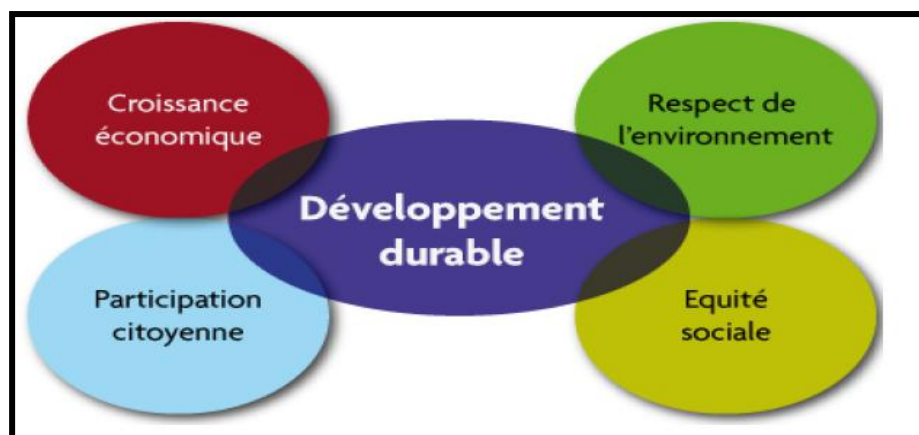 Croissance
économique
Respect de
l'environnement
Développement
durable
Participation
citoyenne
Equité
sociale